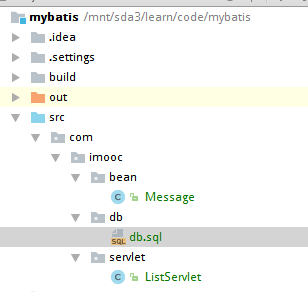 mybatis /mnt/sda3/learn/code/mybatis
.idea
.settings
build
out
src
com
imooc
bean
C Message
db
SQL db.sql
servlet
C ListServlet